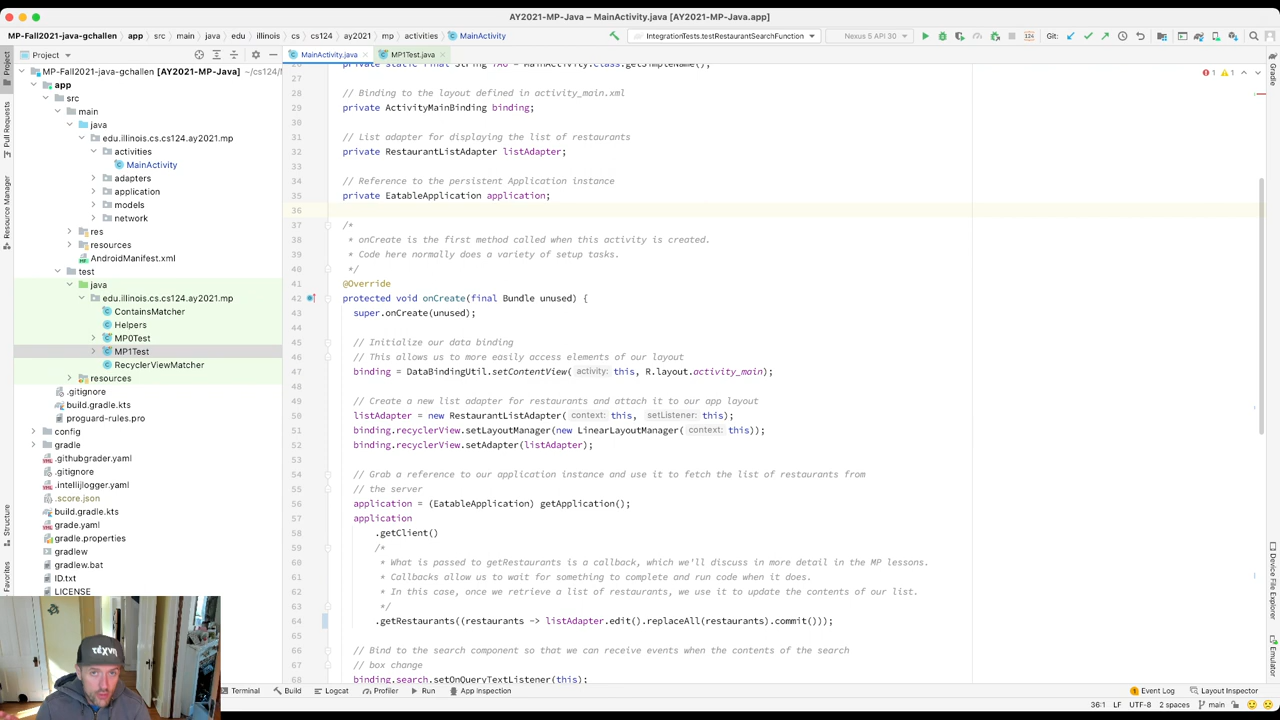 AY2021-MP-Java – MainActivity.java [AY2021-MP-Java.app]
MP-Fall2021-java-gchallen › app › src › main › java › edu › illinois › cs › cs124 › ay2021 › mp › activities › MainActivity
IntegrationTests.testRestaurantSearchFunction
Nexus 5 API 30
Git:
Project
MainActivity.java
MP1Test.java
MP-Fall2021-java-gchallen [AY2021-MP-Java] ~/cs124/
app
src
main
java
edu.illinois.cs.cs124.ay2021.mp
activities
MainActivity
adapters
application
models
network
res
resources
AndroidManifest.xml
test
java
edu.illinois.cs.cs124.ay2021.mp
ContainsMatcher
Helpers
MP0Test
MP1Test
RecyclerViewMatcher
resources
.gitignore
build.gradle.kts
proguard-rules.pro
config
gradle
.githubgrader.yaml
.gitignore
.intellijlogger.yaml
.score.json
build.gradle.kts
grade.yaml
grade.properties
gradlew
gradlew.bat
ID.txt
LICENSE
Project
Pull Requests
Resource Manager
Structure
Favorites
27
28 // Binding to the layout defined in activity_main.xml
29 private ActivityMainBinding binding;
30
31 // List adapter for displaying the list of restaurants
32 private RestaurantListAdapter listAdapter;
33
34 // Reference to the persistent Application instance
35 private EatableApplication application;
36
37 /*
38 * onCreate is the first method called when this activity is created.
39 * Code here normally does a variety of setup tasks.
40 */
41 @Override
42 protected void onCreate(final Bundle unused) {
43 super.onCreate(unused);
44
45 // Initialize our data binding
46 // This allows us to more easily access elements of our layout
47 binding = DataBindingUtil.setContentView( activity: this, R.layout.activity_main);
48
49 // Create a new list adapter for restaurants and attach it to our app layout
50 listAdapter = new RestaurantListAdapter( context: this, setListener: this);
51 binding.recyclerView.setLayoutManager(new LinearLayoutManager( context: this));
52 binding.recyclerView.setAdapter(listAdapter);
53
54 // Grab a reference to our application instance and use it to fetch the list of restaurants from
55 // the server
56 application = (EatableApplication) getApplication();
57 application
58 .getClient()
59 /*
60 * What is passed to getRestaurants is a callback, which we'll discuss in more detail in the MP lessons.
61 * Callbacks allow us to wait for something to complete and run code when it does.
62 * In this case, once we retrieve a list of restaurants, we use it to update the contents of our list.
63 */
64 .getRestaurants((restaurants -> listAdapter.edit().replaceAll(restaurants).commit()));
65
66 // Bind to the search component so that we can receive events when the contents of the search
67 // box change
binding.search.setOnQueryTextListener(this);
1 1
Gradle
Device File Explorer
Emulator
Terminal Build Logcat Profiler Run App Inspection
1 Event Log Layout Inspector
36:1 LF UTF-8 2 spaces main